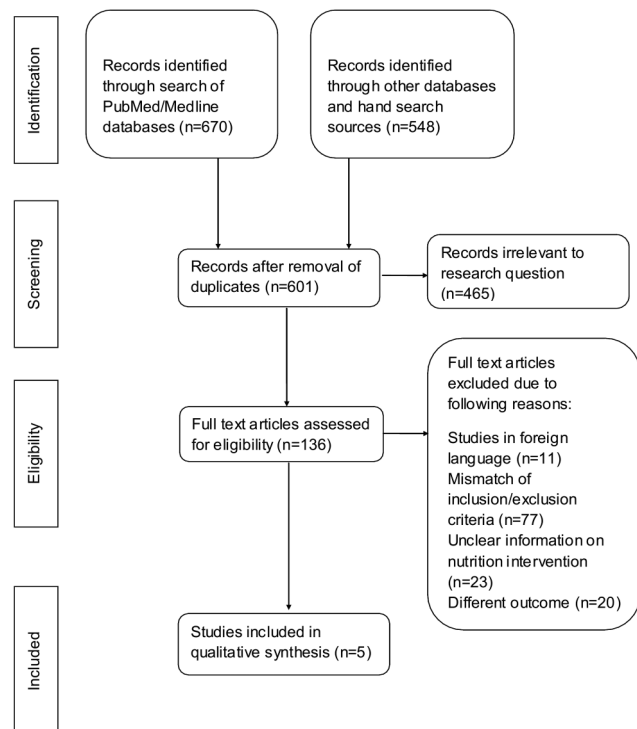 Identification
Records identified
through search of
PubMed/Medline
databases (n=670)
Records identified
through other databases
and hand search
sources (n=548)
Screening
Records after removal of
duplicates (n=601)
Records irrelevant to
research question
(n=465)
Eligibility
Full text articles assessed
for eligibility (n=136)
Full text articles
excluded due to
following reasons:
Studies in foreign
language (n=11)
Mismatch of
inclusion/exclusion
criteria (n=77)
Unclear information on
nutrition intervention
(n=23)
Different outcome (n=20)
Included
Studies included in
qualitative synthesis (n=5)